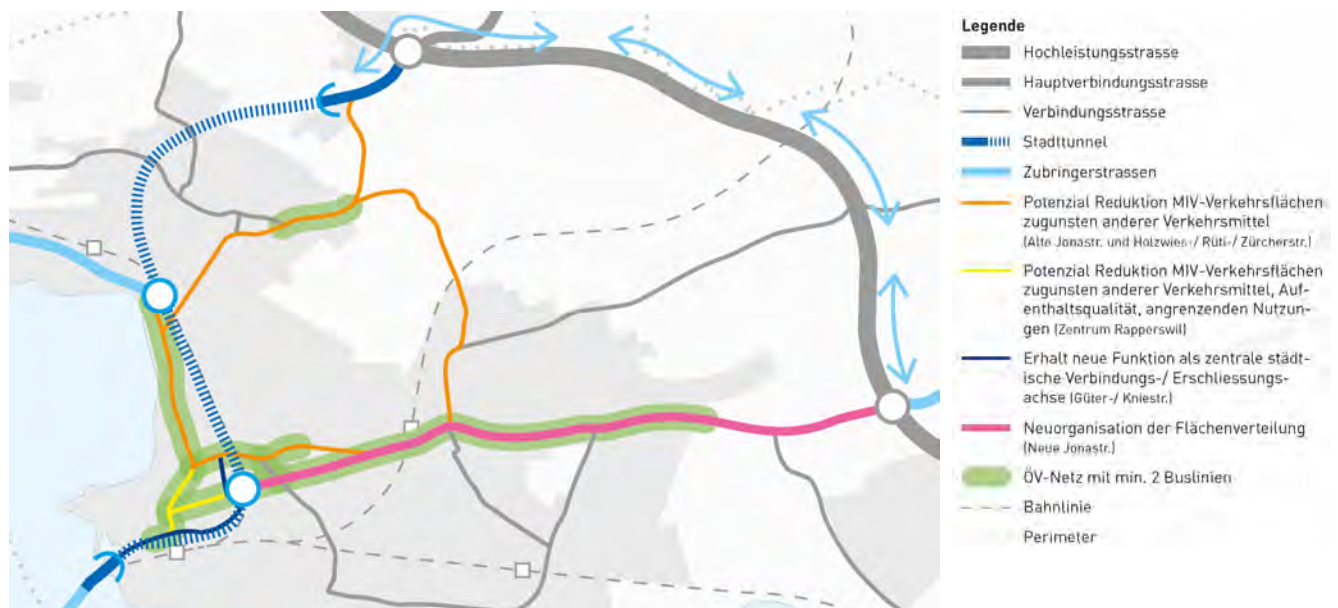 Legende
Hochleistungsstrasse
Hauptverbindungsstrasse
Verbindungsstrasse
Stadttunnel
Zubringerstrassen
Potenzial Reduktion MIV-Verkehrsflächen
zugunsten anderer Verkehrsmittel
(Alte Jonastr. und Holzwies-/ Rüti-/ Zürcherstr.)
Potenzial Reduktion MIV-Verkehrsflächen
zugunsten anderer Verkehrsmittel, Auf-
enthaltsqualität, angrenzenden Nutzun-
gen (Zentrum Rapperswil)
Erhalt neue Funktion als zentrale städt-
ische Verbindungs-/ Erschliessungs-
achse (Güter-/ Kniestr.)
Neuorganisation der Flächenverteilung
(Neue Jonastr.)
ÖV-Netz mit min. 2 Buslinien
Bahnlinie
Perimeter